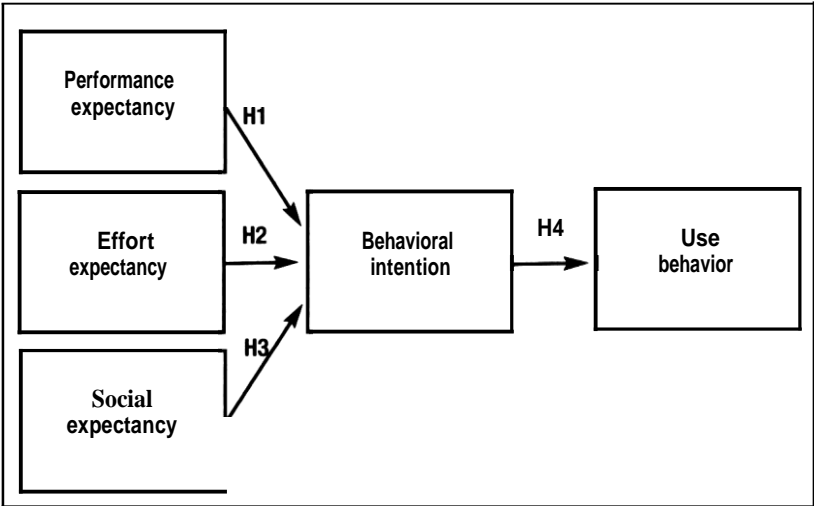 Performance
expectancy
H1
Effort
expectancy
H2
Behavioral
intention
H4
Use
behavior
H3
Social
expectancy